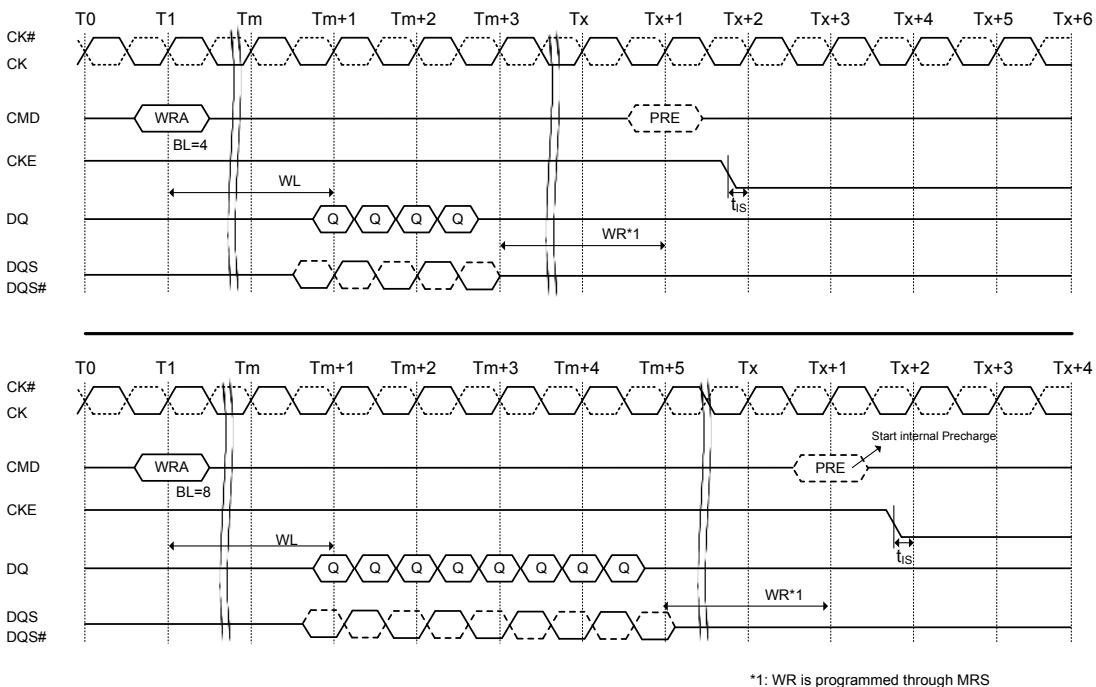 T0 T1 Tm Tm+1 Tm+2 Tm+3 Tx Tx+1 Tx+2 Tx+3 Tx+4 Tx+5 Tx+6
CK#
CK
CMD WRA PRE
BL=4
CKE
WL
tIS
DQ Q Q Q Q
WR*1
DQS
DQS#
T0 T1 Tm Tm+1 Tm+2 Tm+3 Tm+4 Tm+5 Tx Tx+1 Tx+2 Tx+3 Tx+4
CK#
CK
Start internal Precharge
CMD WRA PRE
BL=8
CKE
WL
tIS
DQ Q Q Q Q Q Q Q Q
WR*1
DQS
DQS#
*1: WR is programmed through MRS